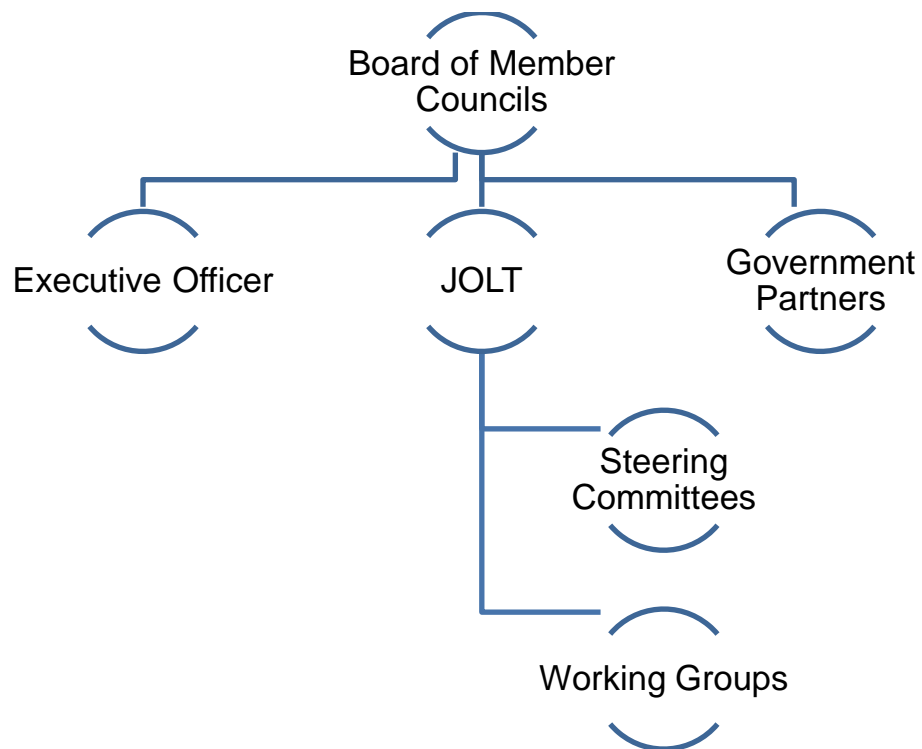 Board of Member
Councils
Executive Officer
JOLT
Government
Partners
Steering
Committees
Working Groups